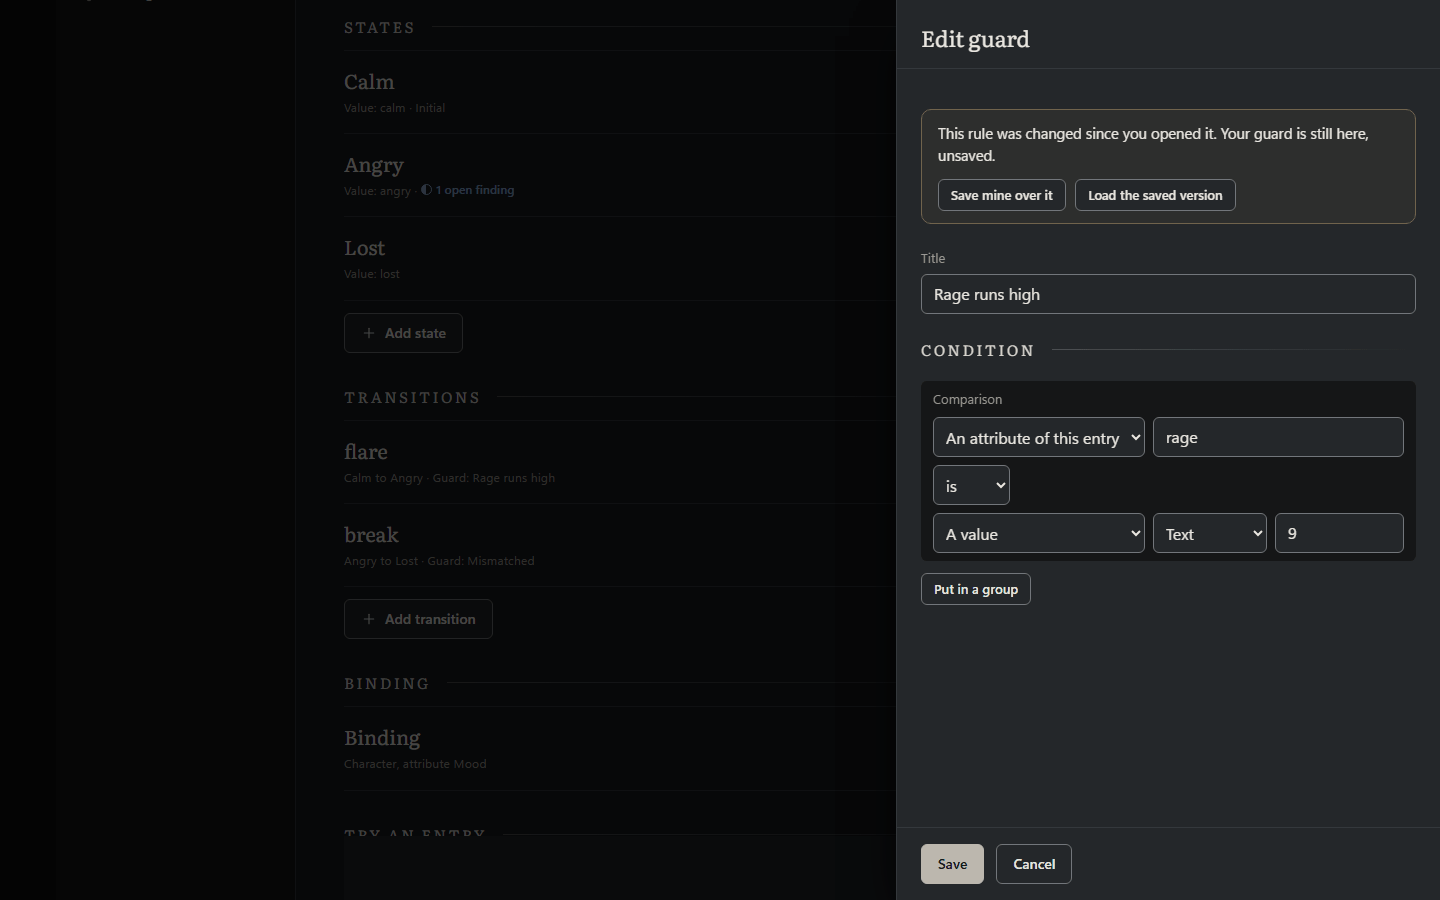 STATES
Calm
Value: calm · Initial
Angry
Value: angry · 1 open finding
Lost
Value: lost
+ Add state
TRANSITIONS
flare
Calm to Angry · Guard: Rage runs high
break
Angry to Lost · Guard: Mismatched
+ Add transition
BINDING
Binding
Character, attribute Mood
TRY AN ENTRY
Edit guard
This rule was changed since you opened it. Your guard is still here,
unsaved.
Save mine over it
Load the saved version
Title
Rage runs high
CONDITION
Comparison
An attribute of this entry
rage
is
A value
Text
9
Put in a group
Save
Cancel